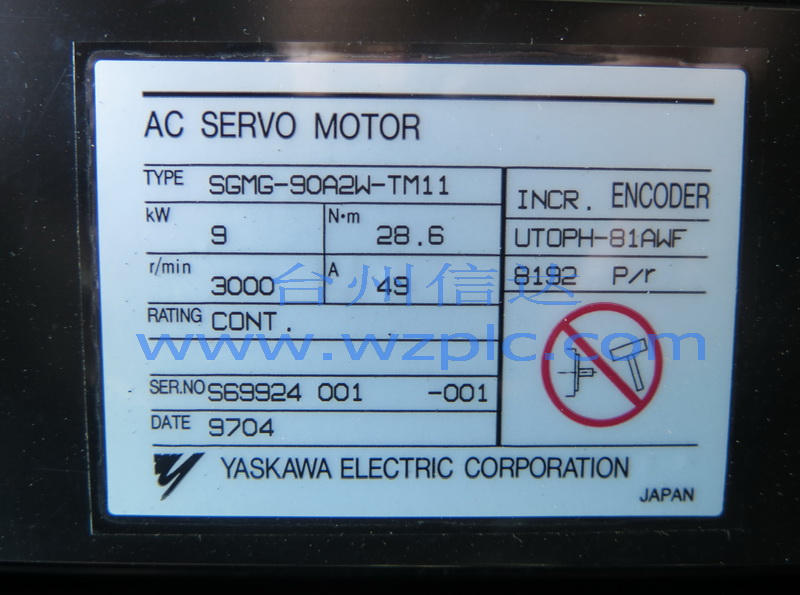 AC SERVO MOTOR
TYPE SGMG-90A2W-TM11
INCR. ENCODER
kW 9 N·m 28.6
UTOPH-81AWF
r/min 3000 A 49
8192 P/r
台州信达
RATING CONT.
www.wzplc.com
SER.NO S69924 001 -001
DATE 9704
YASKAWA ELECTRIC CORPORATION
JAPAN